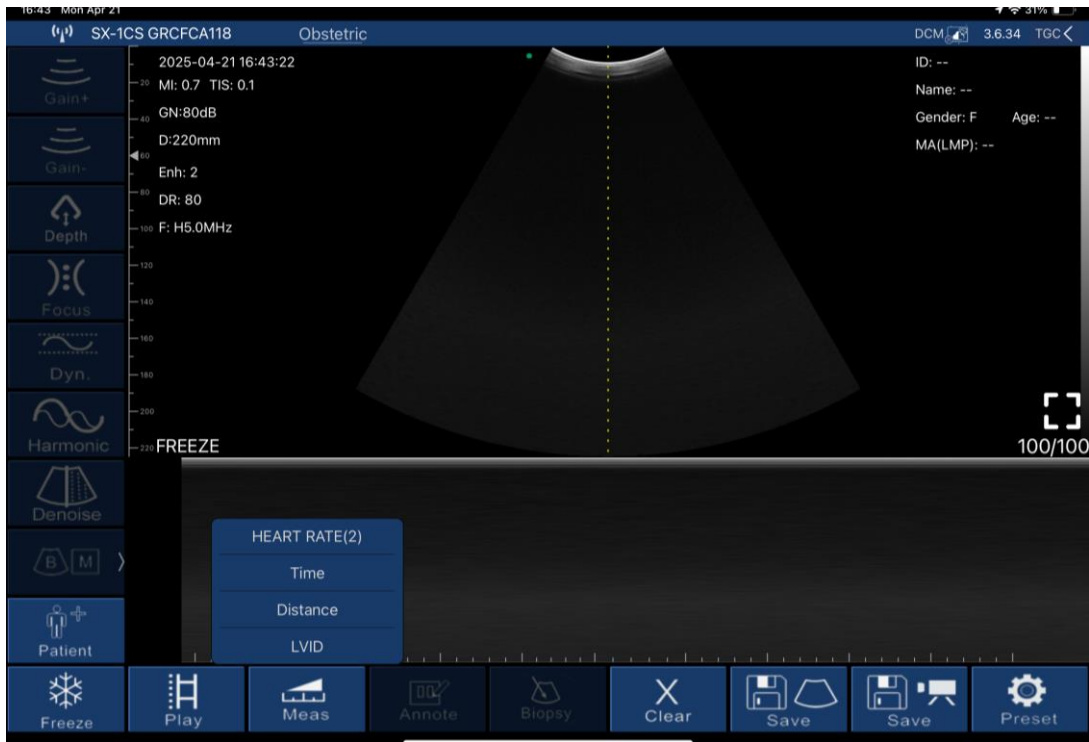 16:43 Mon Apr 21
31%
SX-1CS GRCFCA118 Obstetric DCM 3.6.34 TGC
Gain+
Gain-
Depth
Focus
Dyn.
Harmonic
Denoise
B M
Patient
20
40
60
80
100
120
140
160
180
200
220
2025-04-21 16:43:22
MI: 0.7 TIS: 0.1
GN:80dB
D:220mm
Enh: 2
DR: 80
F: H5.0MHz
ID: --
Name: --
Gender: F Age: --
MA(LMP): --
FREEZE
100/100
HEART RATE(2)
Time
Distance
LVID
Freeze
Play
Meas
Annote
Biopsy
Clear
Save
Save
Preset